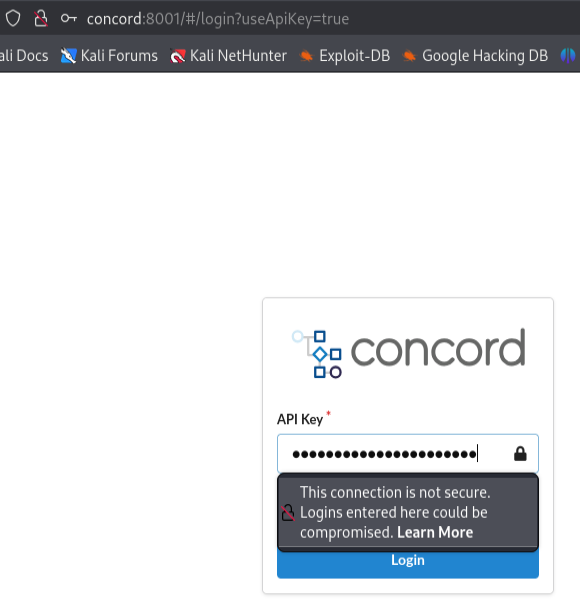 concord:8001/#/login?useApiKey=true
ali Docs Kali Forums Kali NetHunter Exploit-DB Google Hacking DB
concord
API Key *
This connection is not secure.
Logins entered here could be
compromised. Learn More
Login